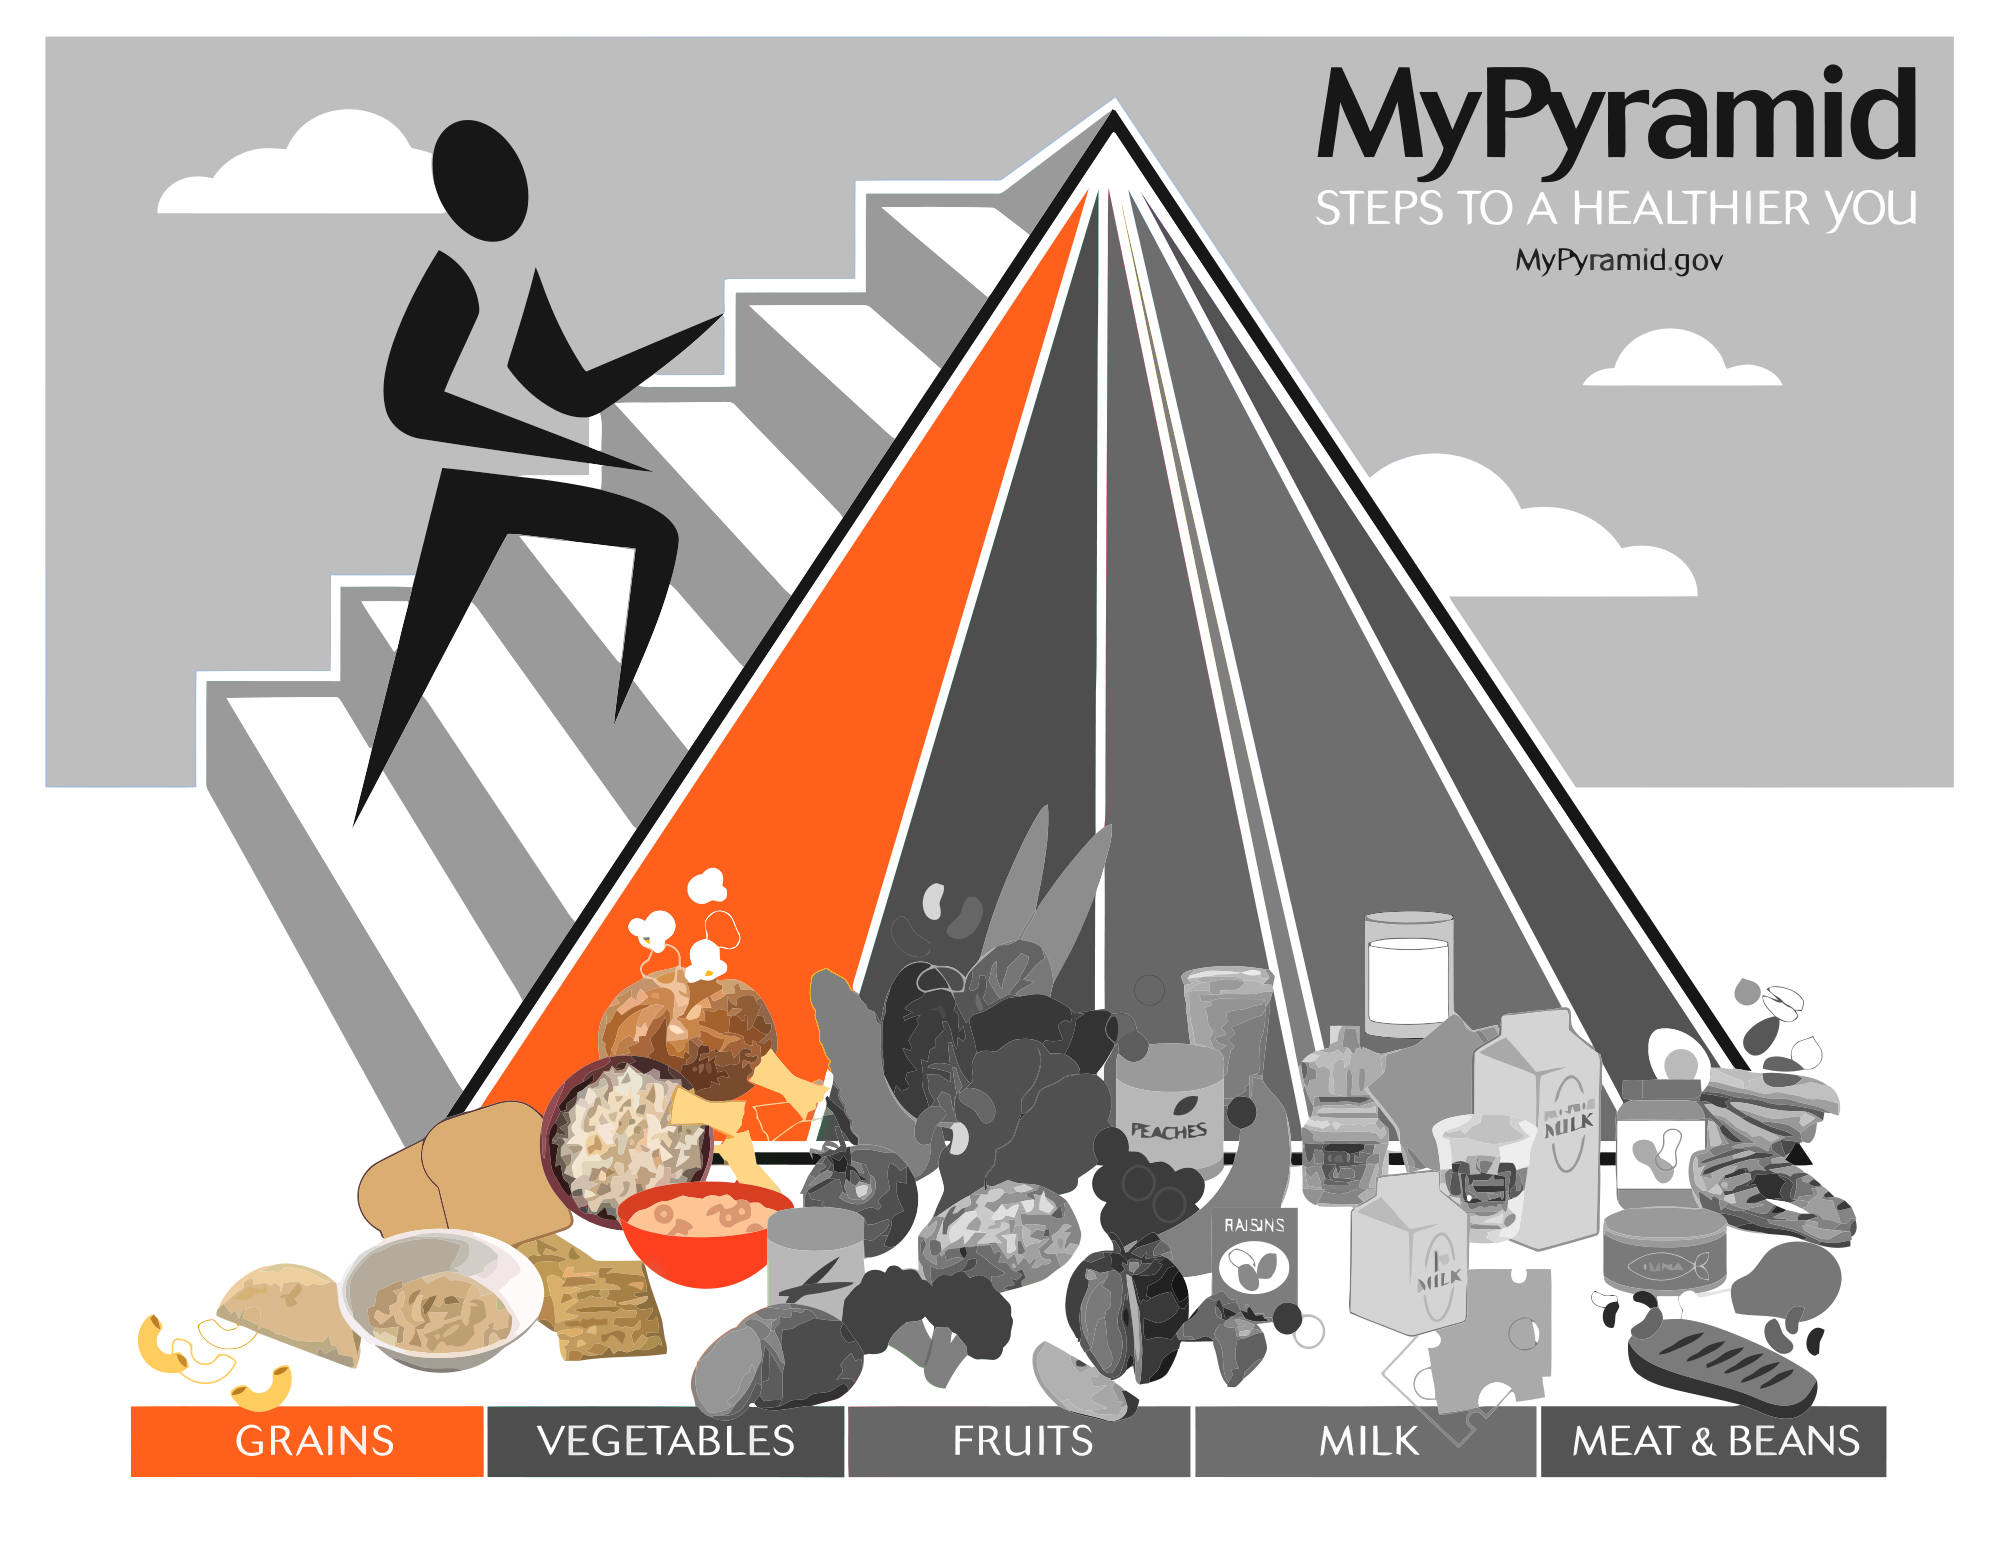 MyPyramid
STEPS TO A HEALTHIER YOU
MyPyramid.gov
PEACHES
MILK
RAISINS
MILK
TUNA
GRAINS
VEGETABLES
FRUITS
MILK
MEAT & BEANS